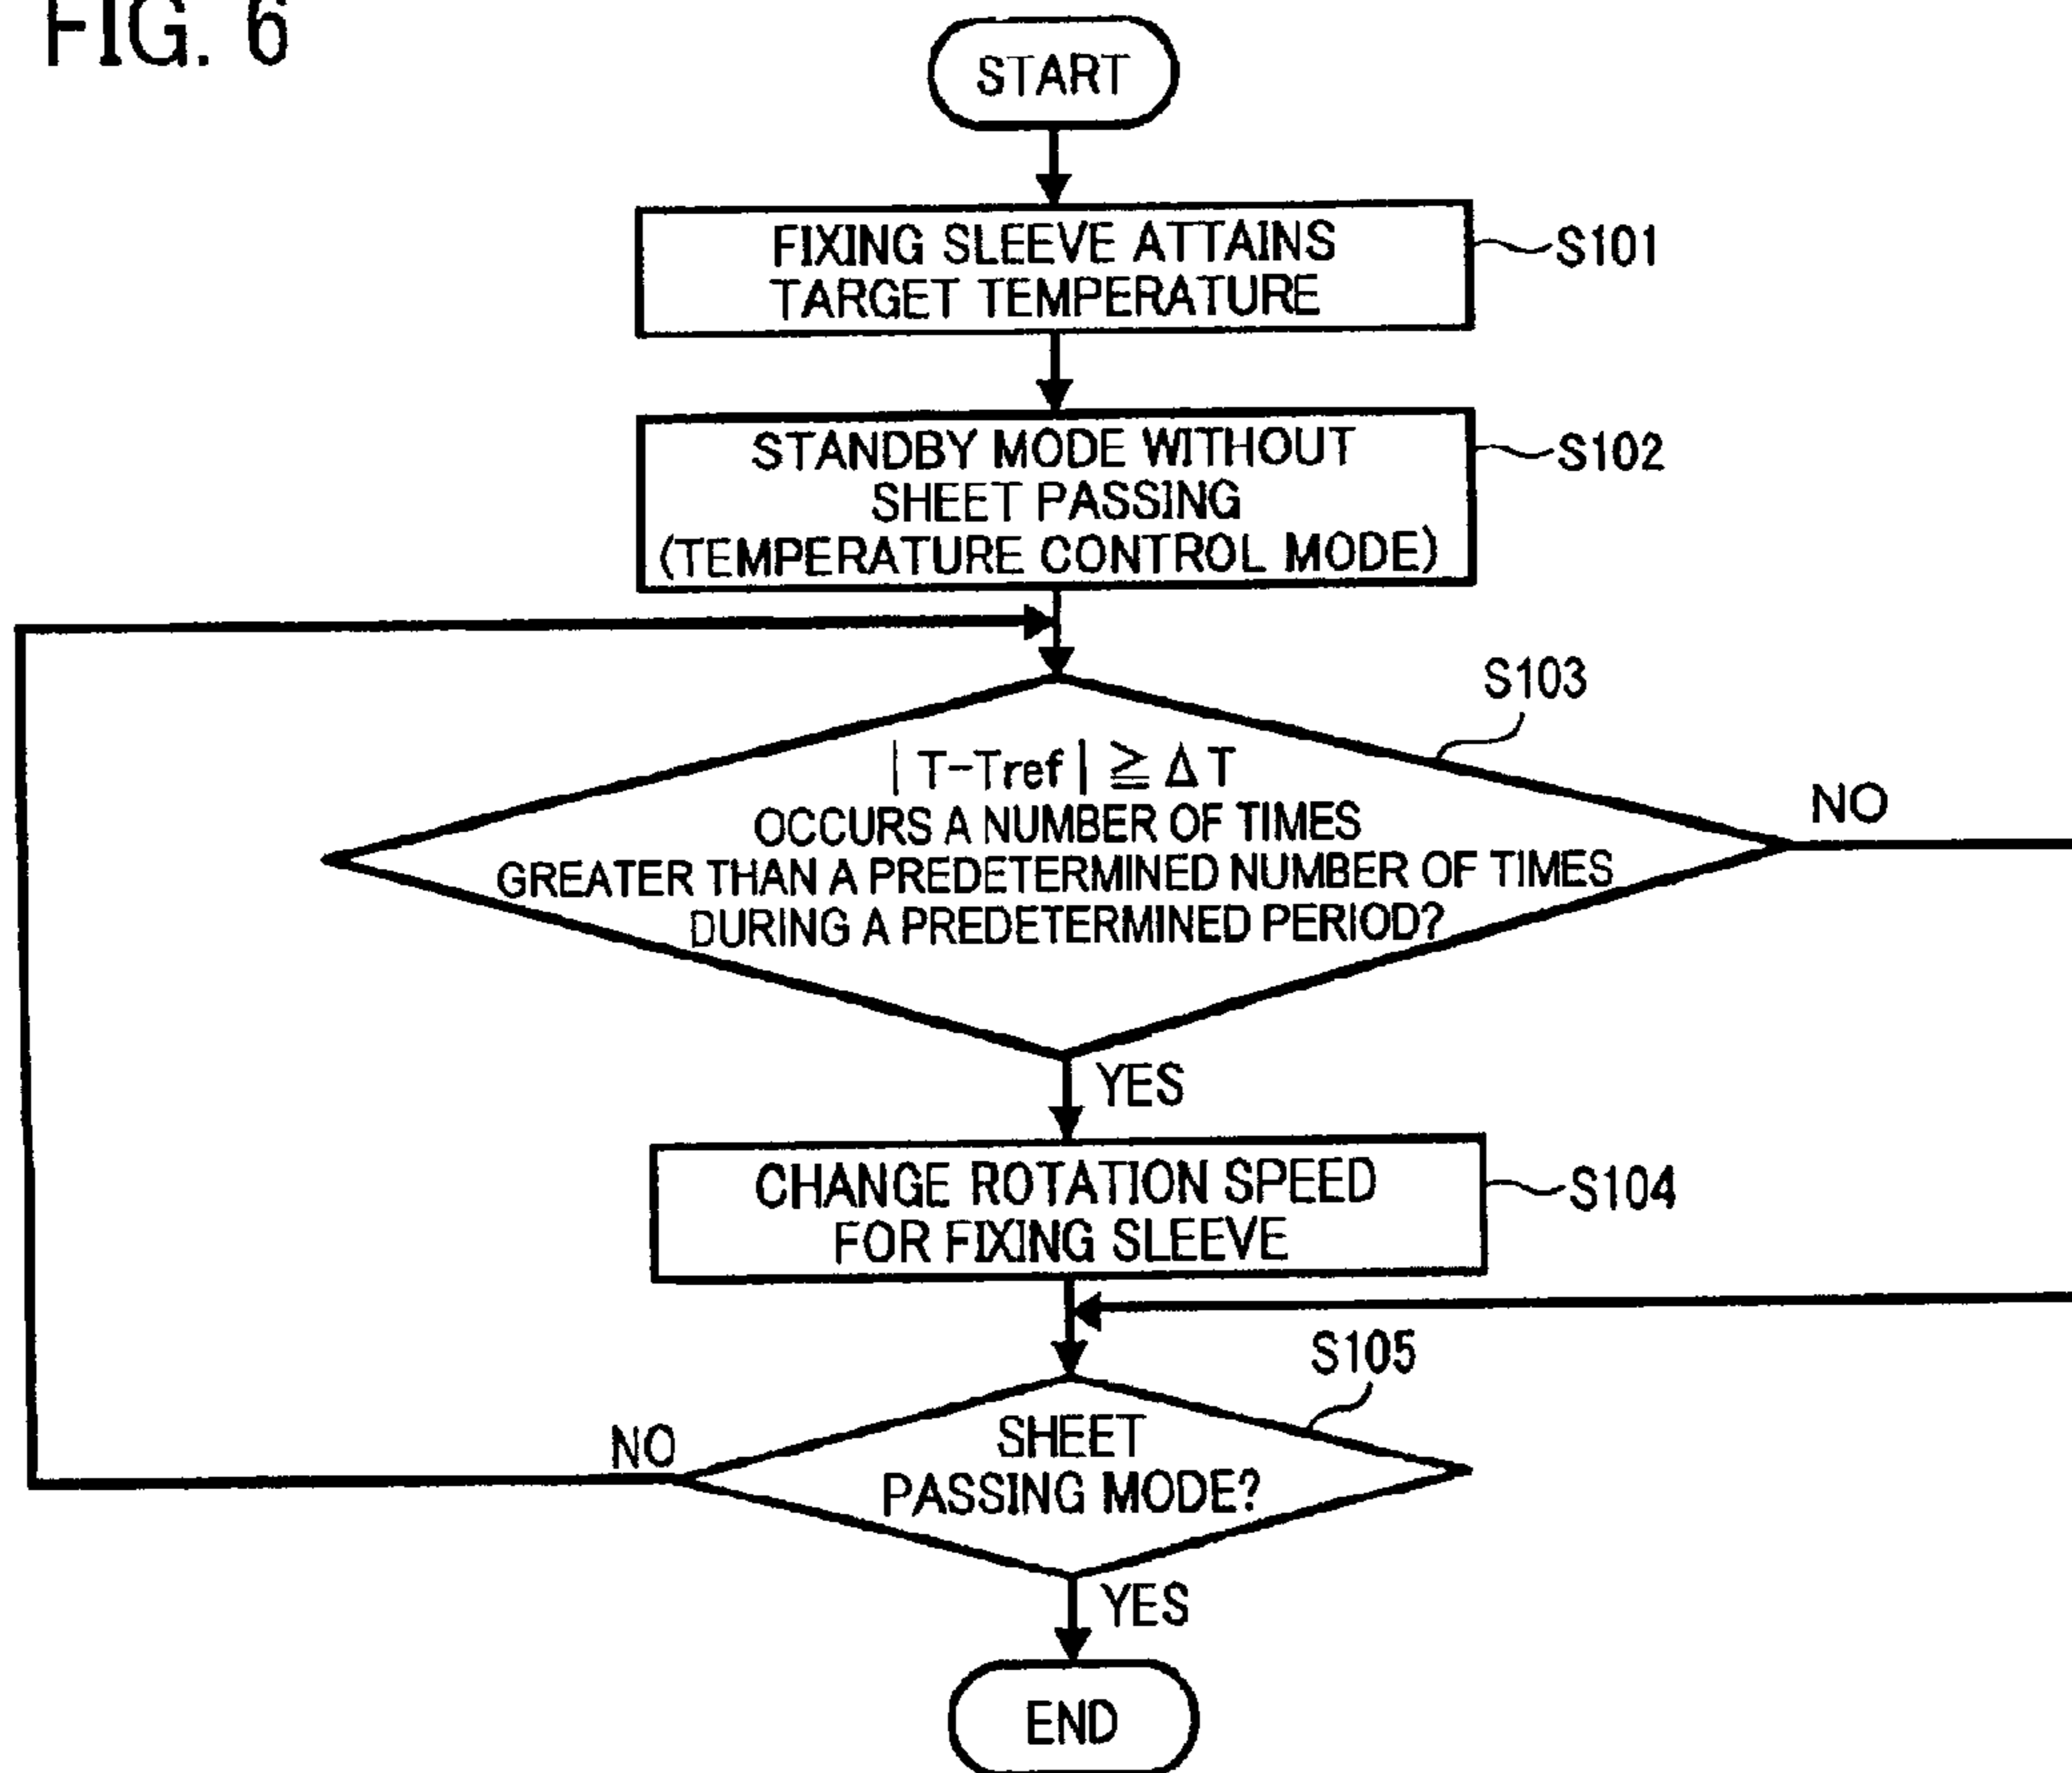 FIG. 6
START
FIXING SLEEVE ATTAINS
TARGET TEMPERATURE
S101
STANDBY MODE WITHOUT
SHEET PASSING
(TEMPERATURE CONTROL MODE)
S102
S103
| T-Tref | ≧ Δ T
OCCURS A NUMBER OF TIMES
GREATER THAN A PREDETERMINED NUMBER OF TIMES
DURING A PREDETERMINED PERIOD?
NO
YES
CHANGE ROTATION SPEED
FOR FIXING SLEEVE
S104
S105
SHEET
PASSING MODE?
NO
YES
END